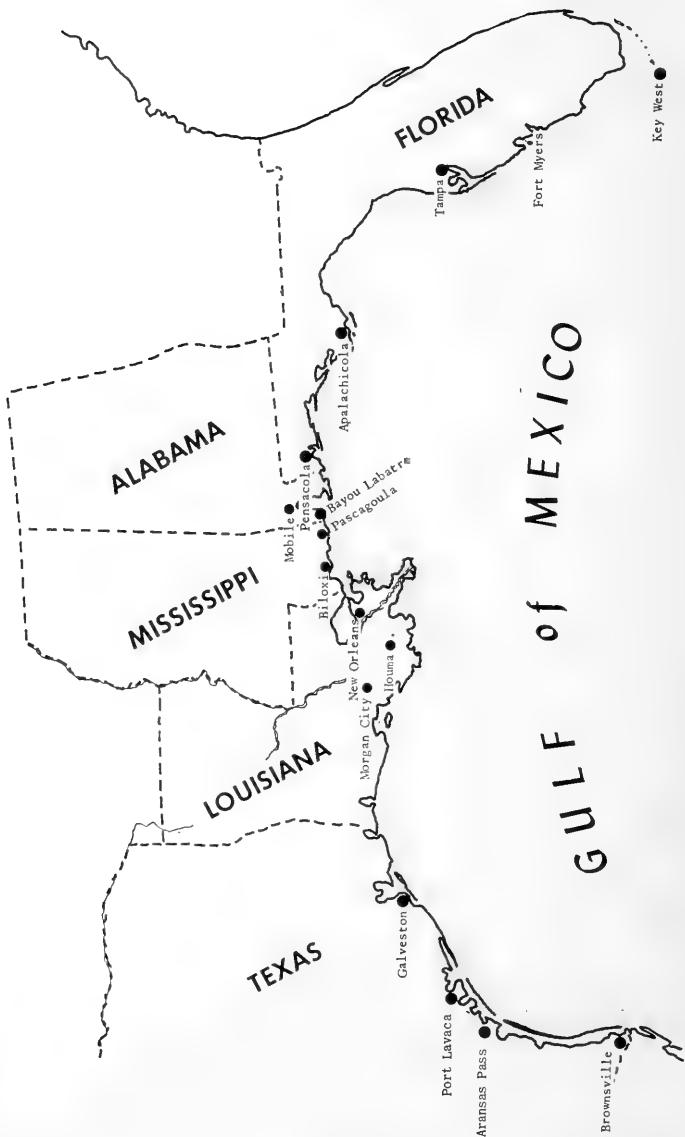 ALABAMA
MISSISSIPPI
LOUISIANA
TEXAS
FLORIDA
Mobile
Pensacola
Bayou Labatre
Pascagoula
Biloxi
New Orleans
Houma
Morgan City
Apalachicola
Tampa
Fort Myers
Key West
Galveston
Port Lavaca
Aransas Pass
Brownsville
GULF of MEXICO